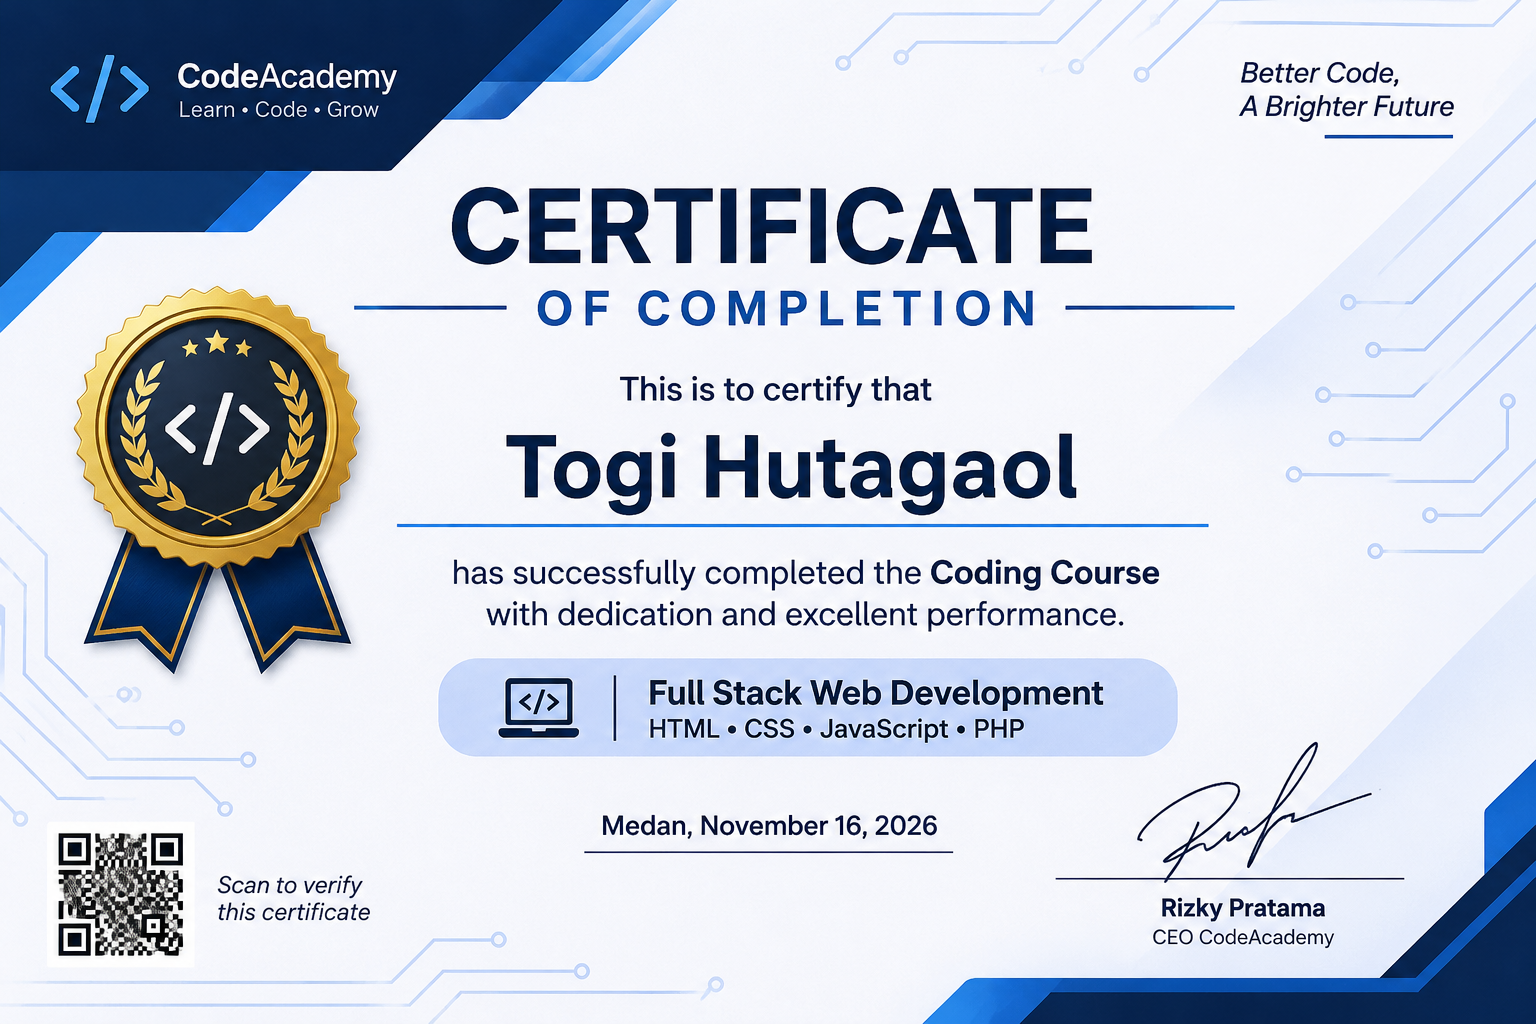 </>
CodeAcademy
Learn • Code • Grow
Better Code,
A Brighter Future
CERTIFICATE
OF COMPLETION
This is to certify that
</>
Togi Hutagaol
has successfully completed the Coding Course
with dedication and excellent performance.
</>
Full Stack Web Development
HTML • CSS • JavaScript • PHP
Medan, November 16, 2026
Scan to verify
this certificate
Rizky Pratama
CEO CodeAcademy